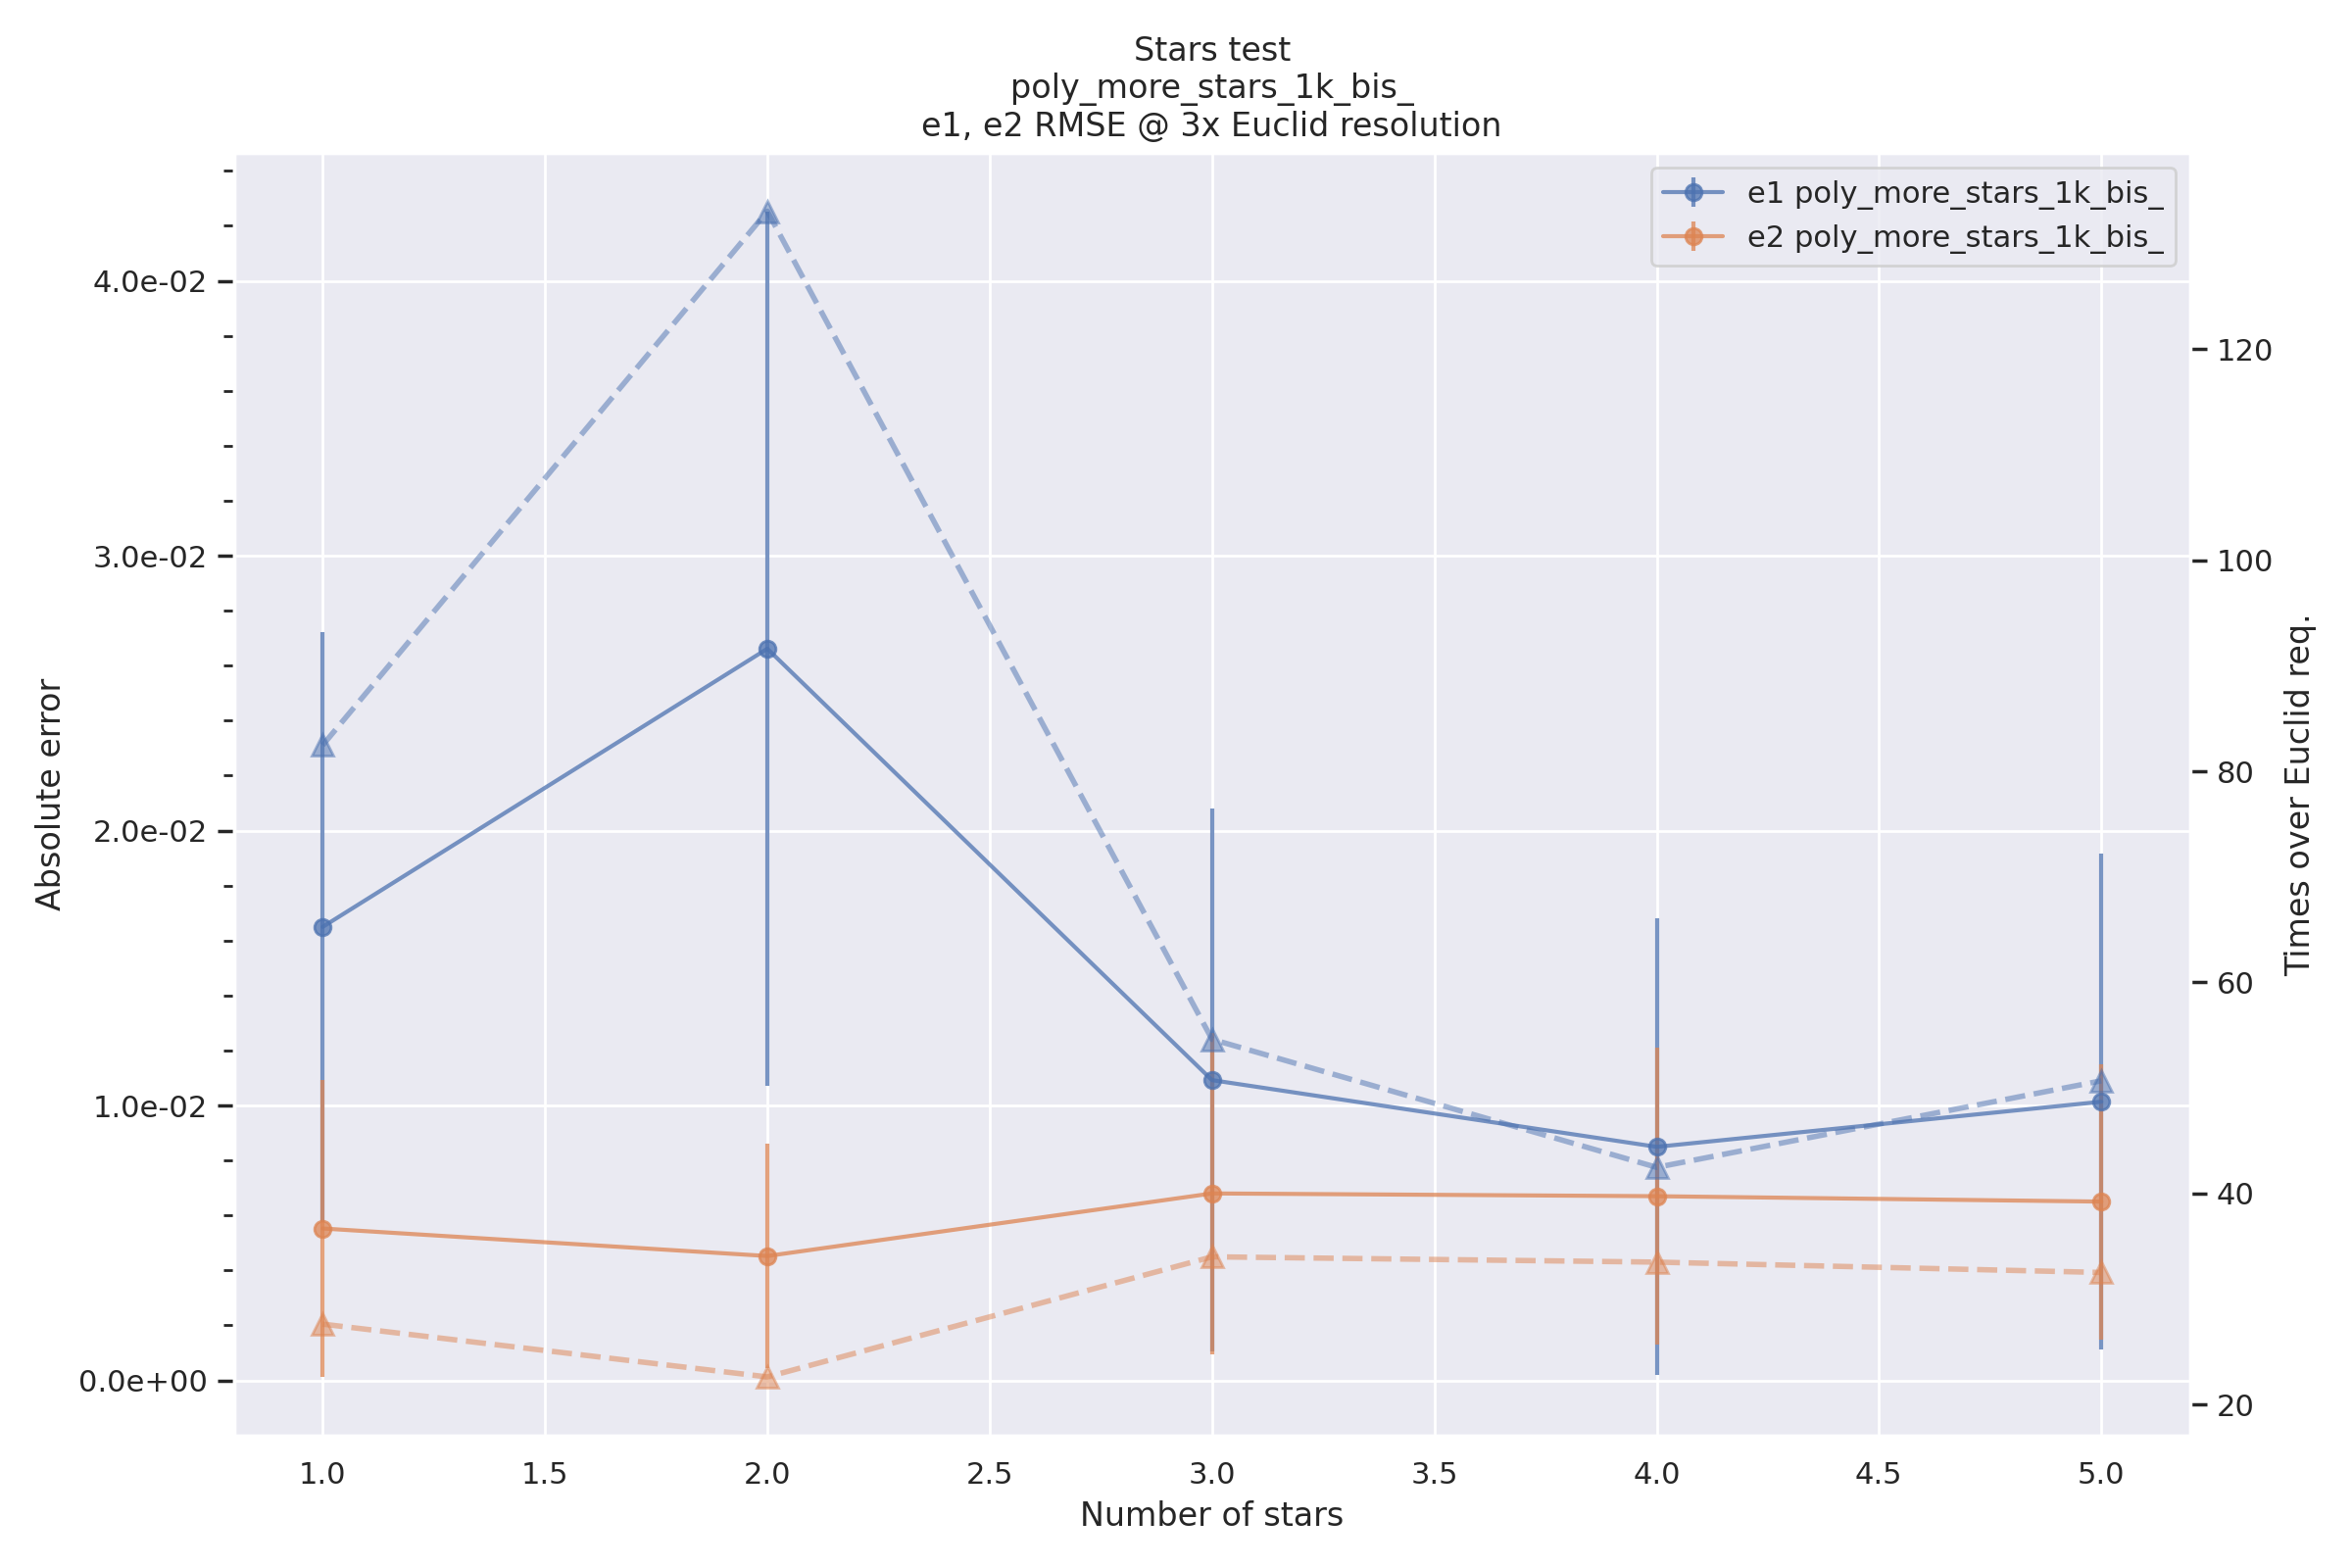 Stars test
poly_more_stars_1k_bis_
e1, e2 RMSE @ 3x Euclid resolution
e1 poly_more_stars_1k_bis_
e2 poly_more_stars_1k_bis_
Absolute error
4.0e-02
3.0e-02
2.0e-02
1.0e-02
0.0e+00
120
100
80
60
40
20
Times over Euclid req.
1.0 1.5 2.0 2.5 3.0 3.5 4.0 4.5 5.0
Number of stars